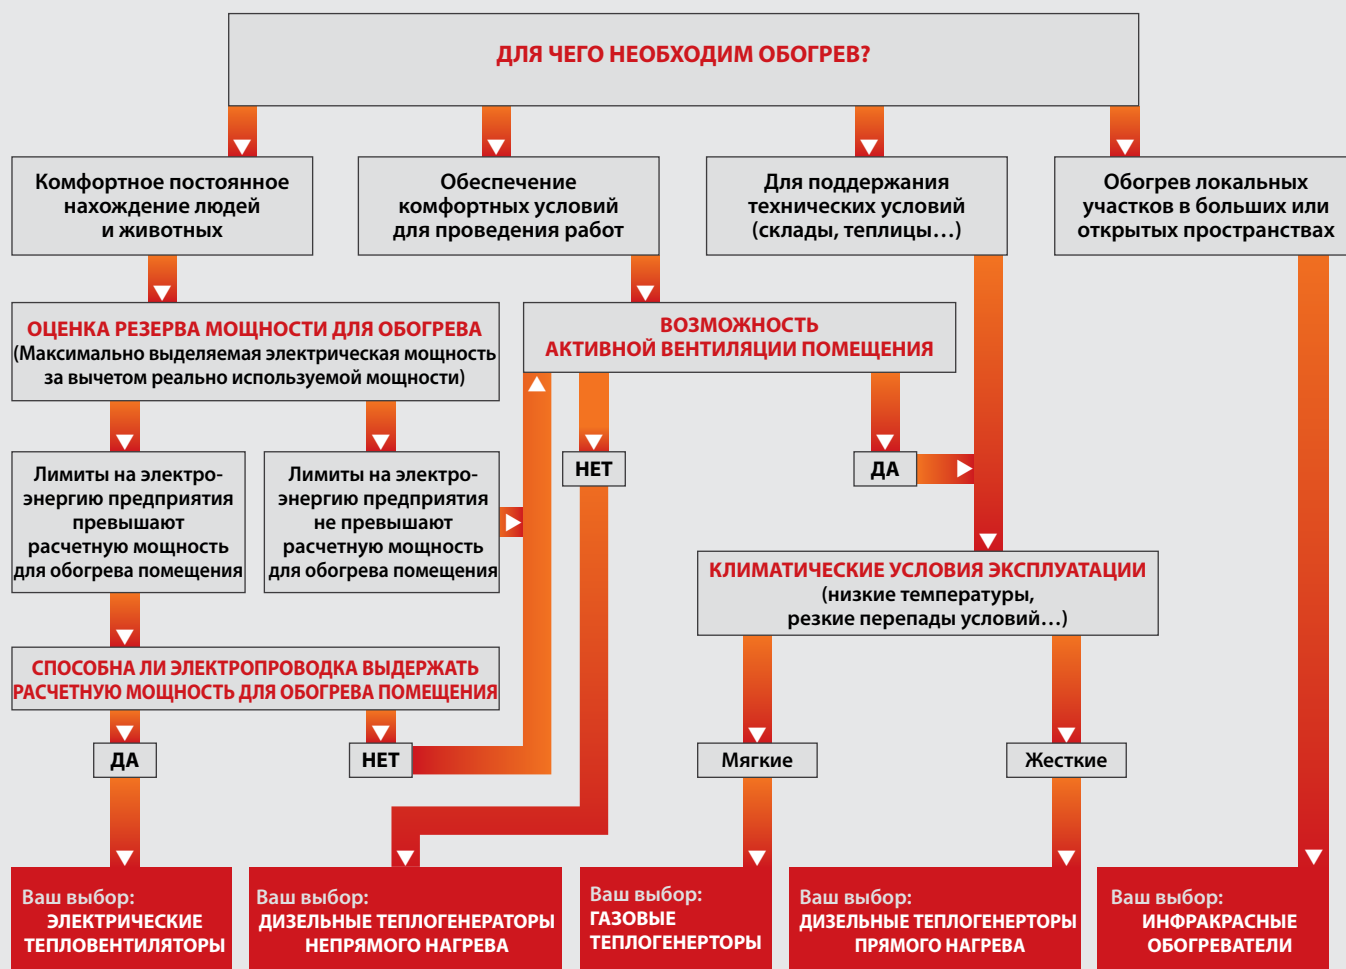 ДЛЯ ЧЕГО НЕОБХОДИМ ОБОГРЕВ?
Комфортное постоянное
нахождение людей
и животных
Обеспечение
комфортных условий
для проведения работ
Для поддержания
технических условий
(склады, теплицы…)
Обогрев локальных
участков в больших или
открытых пространствах
ОЦЕНКА РЕЗЕРВА МОЩНОСТИ ДЛЯ ОБОГРЕВА
(Максимально выделяемая электрическая мощность
за вычетом реально используемой мощности)
ВОЗМОЖНОСТЬ
АКТИВНОЙ ВЕНТИЛЯЦИИ ПОМЕЩЕНИЯ
Лимиты на электро-
энергию предприятия
превышают
расчетную мощность
для обогрева помещения
Лимиты на электро-
энергию предприятия
не превышают
расчетную мощность
для обогрева помещения
НЕТ
ДА
КЛИМАТИЧЕСКИЕ УСЛОВИЯ ЭКСПЛУАТАЦИИ
(низкие температуры,
резкие перепады условий…)
СПОСОБНА ЛИ ЭЛЕКТРОПРОВОДКА ВЫДЕРЖАТЬ
РАСЧЕТНУЮ МОЩНОСТЬ ДЛЯ ОБОГРЕВА ПОМЕЩЕНИЯ
ДА
НЕТ
Мягкие
Жесткие
Ваш выбор:
ЭЛЕКТРИЧЕСКИЕ
ТЕПЛОВЕНТИЛЯТОРЫ
Ваш выбор:
ДИЗЕЛЬНЫЕ ТЕПЛОГЕНЕРАТОРЫ
НЕПРЯМОГО НАГРЕВА
Ваш выбор:
ГАЗОВЫЕ
ТЕПЛОГЕНЕРТОРЫ
Ваш выбор:
ДИЗЕЛЬНЫЕ ТЕПЛОГЕНЕРТОРЫ
ПРЯМОГО НАГРЕВА
Ваш выбор:
ИНФРАКРАСНЫЕ
ОБОГРЕВАТЕЛИ